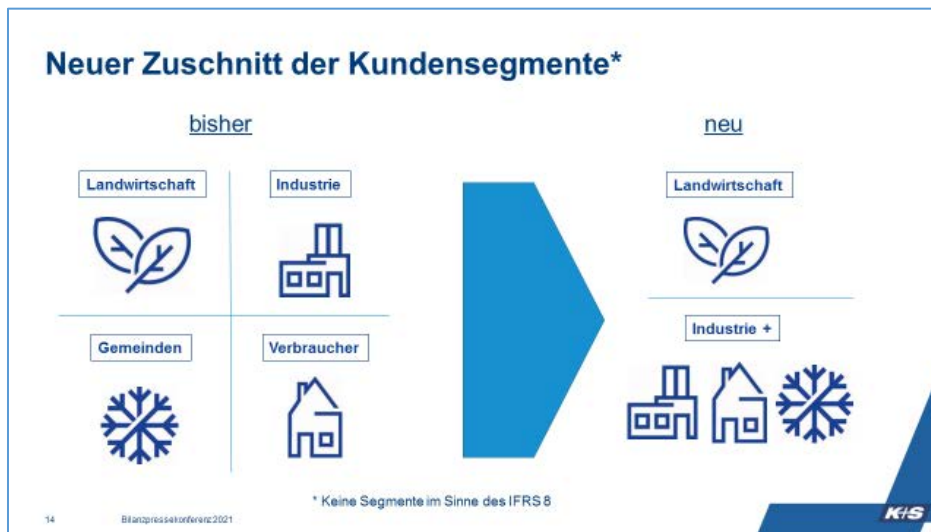 Neuer Zuschnitt der Kundensegmente*
bisher
neu
Landwirtschaft
Industrie
Gemeinden
Verbraucher
Landwirtschaft
Industrie +
* Keine Segmente im Sinne des IFRS 8
14
Bilanzpressekonferenz 2021
K+S